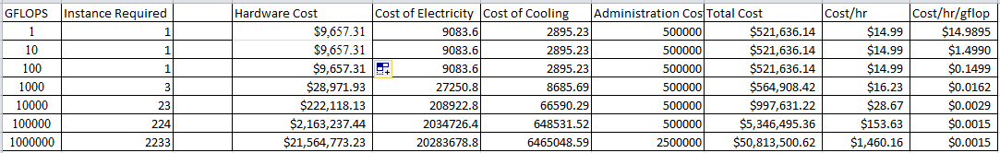 GFLOPS Instance Required Hardware Cost Cost of Electricity Cost of Cooling Administration Cos Total Cost Cost/hr Cost/hr/gflop
1 1 $9,657.31 9083.6 2895.23 500000 $521,636.14 $14.99 $14.9895
10 1 $9,657.31 9083.6 2895.23 500000 $521,636.14 $14.99 $1.4990
100 1 $9,657.31 9083.6 2895.23 500000 $521,636.14 $14.99 $0.1499
1000 3 $28,971.93 27250.8 8685.69 500000 $564,908.42 $16.23 $0.0162
10000 23 $222,118.13 208922.8 66590.29 500000 $997,631.22 $28.67 $0.0029
100000 224 $2,163,237.44 2034726.4 648531.52 500000 $5,346,495.36 $153.63 $0.0015
1000000 2233 $21,564,773.23 20283678.8 6465048.59 2500000 $50,813,500.62 $1,460.16 $0.0015